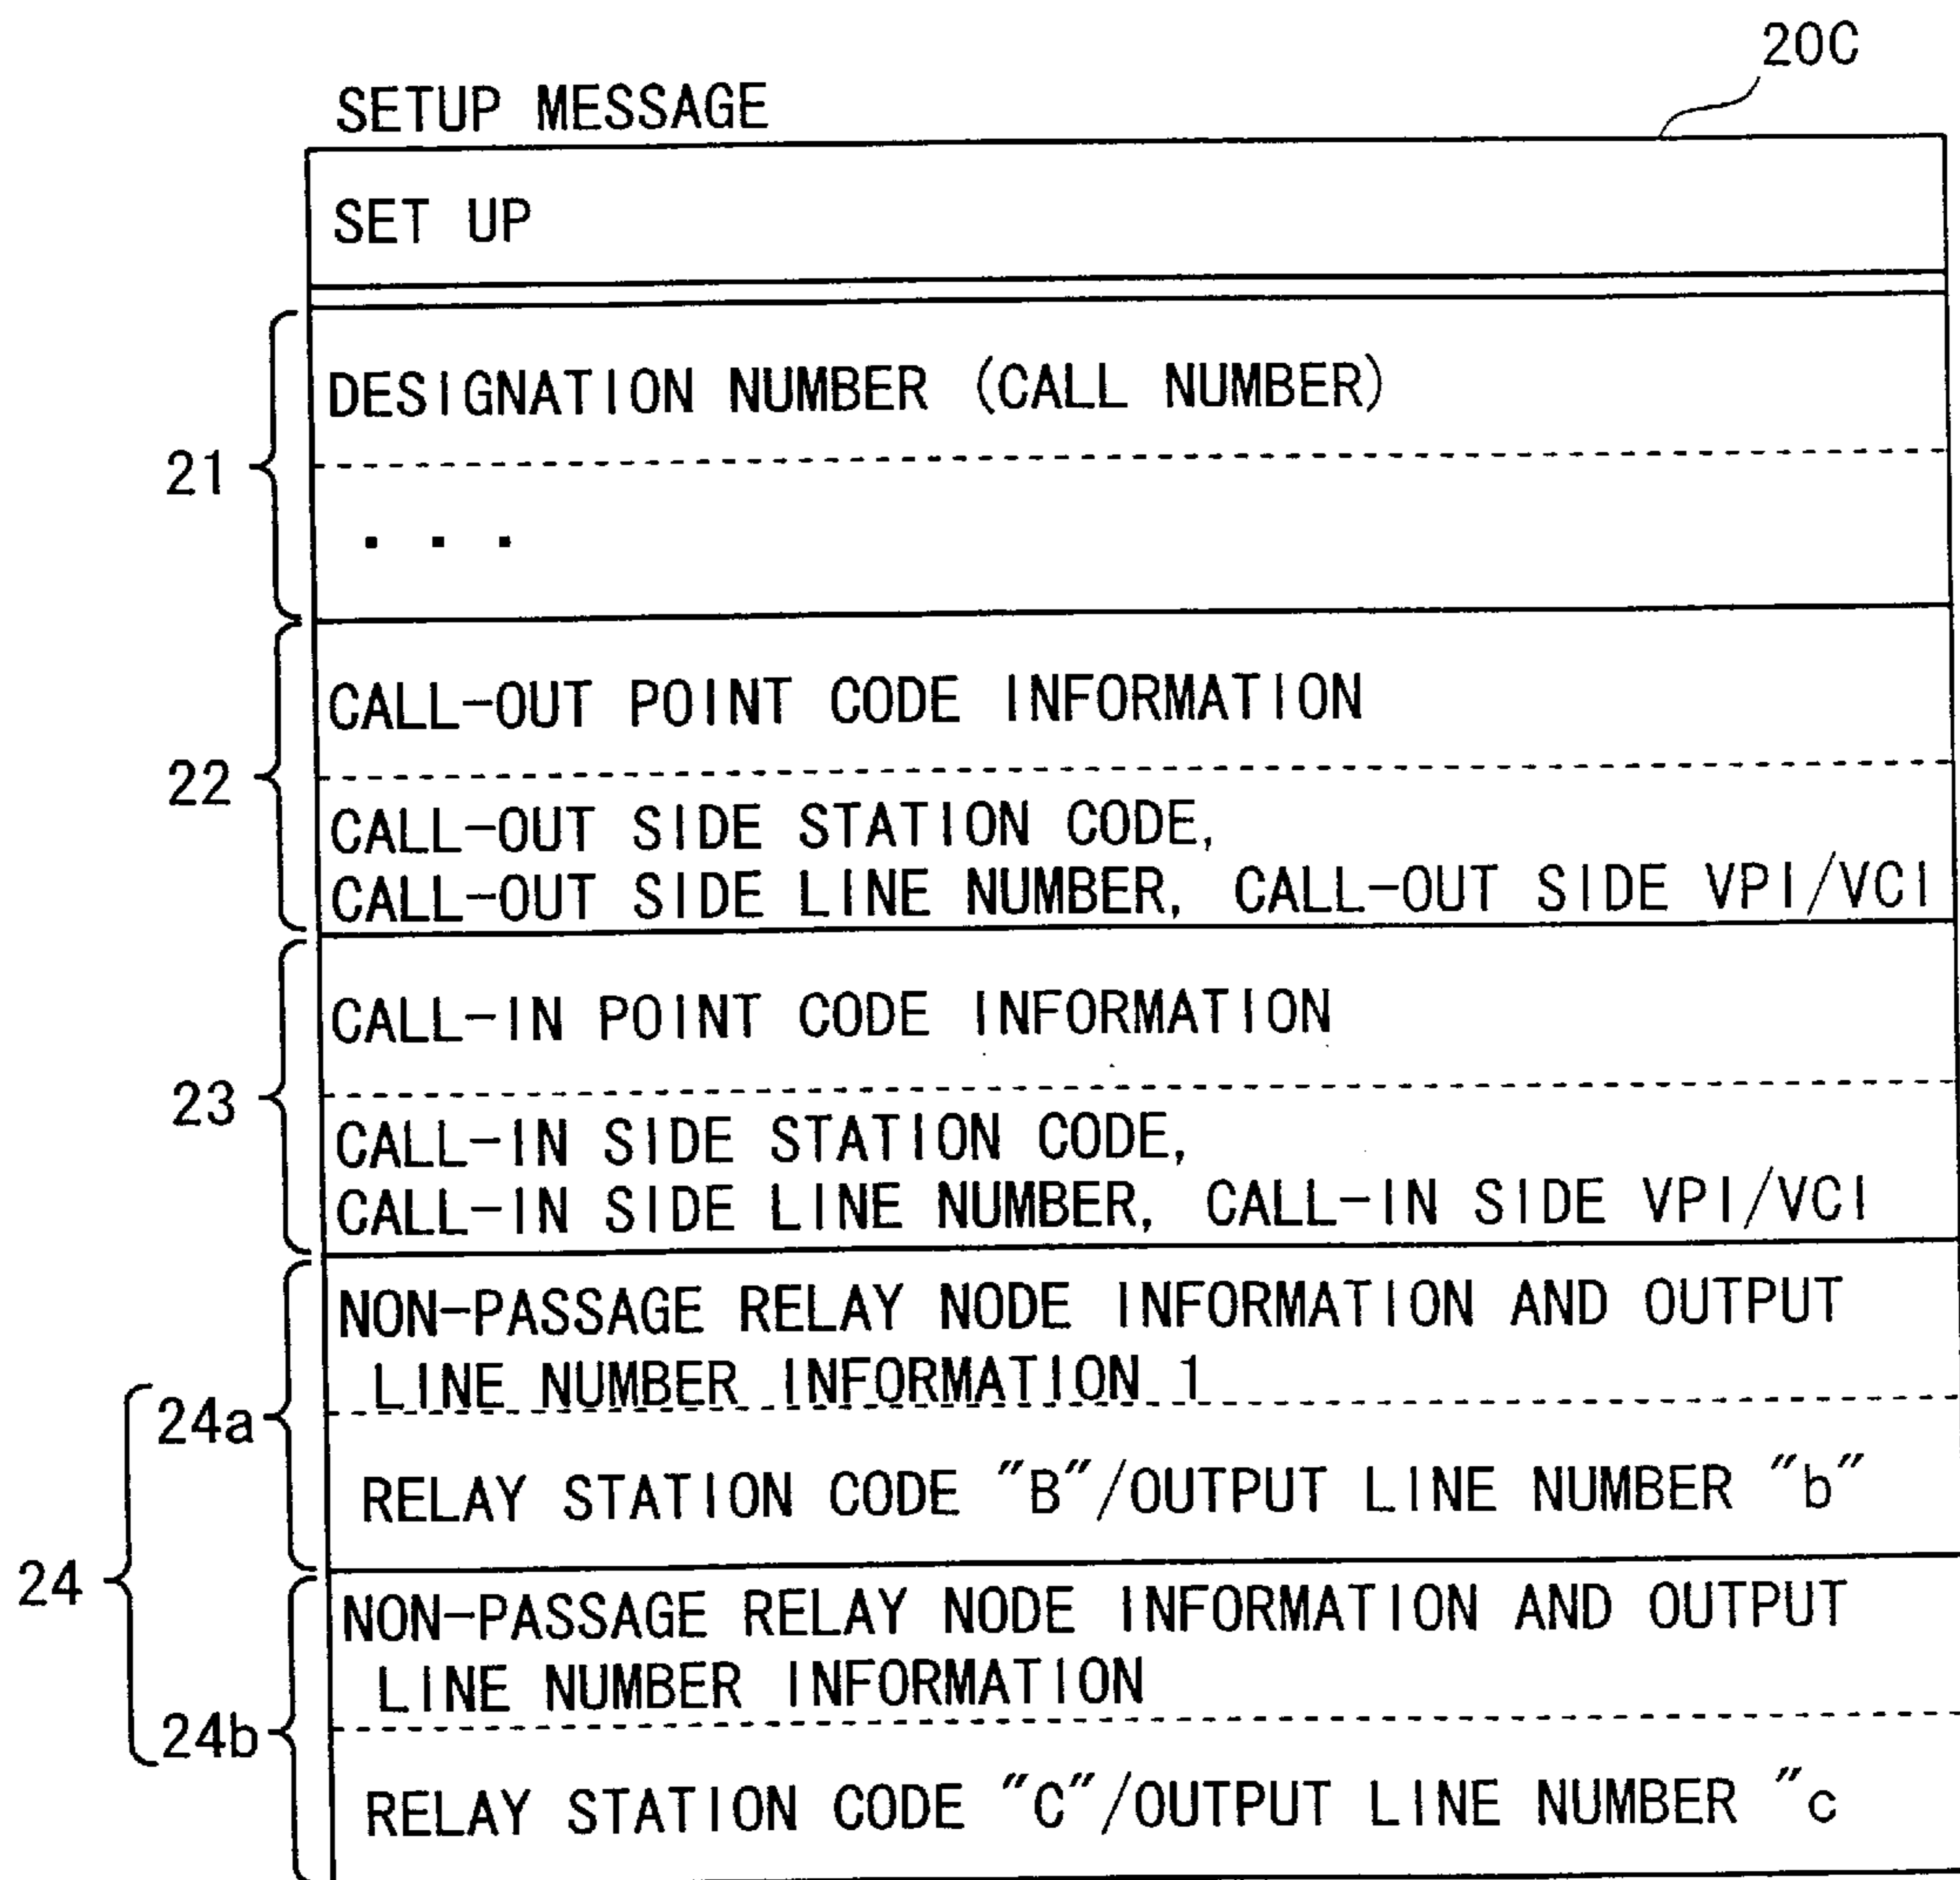 20C
SETUP MESSAGE
SET UP
21
DESIGNATION NUMBER (CALL NUMBER)
. . .
22
CALL-OUT POINT CODE INFORMATION
CALL-OUT SIDE STATION CODE,
CALL-OUT SIDE LINE NUMBER, CALL-OUT SIDE VPI/VCI
23
CALL-IN POINT CODE INFORMATION
CALL-IN SIDE STATION CODE,
CALL-IN SIDE LINE NUMBER, CALL-IN SIDE VPI/VCI
24
24a
NON-PASSAGE RELAY NODE INFORMATION AND OUTPUT
LINE NUMBER INFORMATION 1
RELAY STATION CODE "B"/OUTPUT LINE NUMBER "b"
24b
NON-PASSAGE RELAY NODE INFORMATION AND OUTPUT
LINE NUMBER INFORMATION
RELAY STATION CODE "C"/OUTPUT LINE NUMBER "c